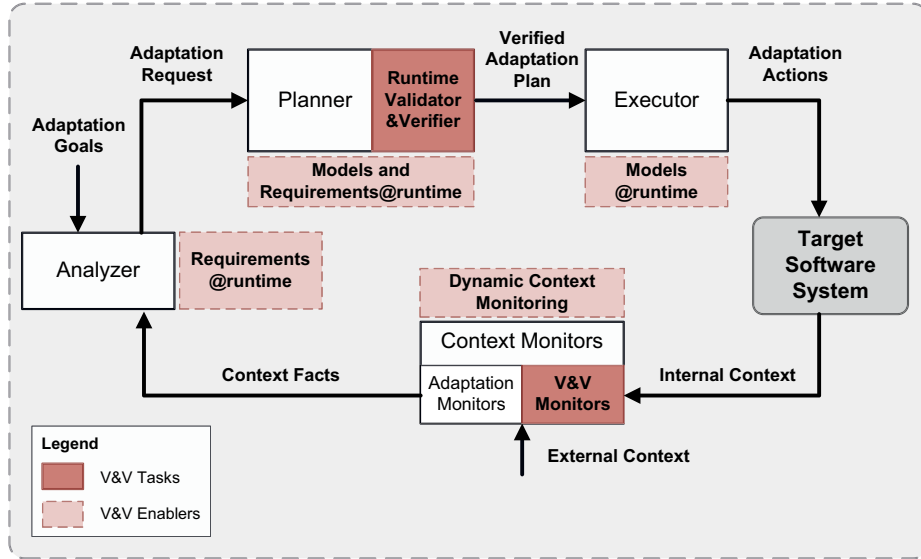 Adaptation
Request
Planner
Runtime
Validator
&Verifier
Verified
Adaptation
Plan
Executor
Adaptation
Actions
Adaptation
Goals
Models and
Requirements@runtime
Models
@runtime
Analyzer
Requirements
@runtime
Target
Software
System
Dynamic Context
Monitoring
Context Monitors
Adaptation
Monitors
V&V
Monitors
Context Facts
Internal Context
External Context
Legend
V&V Tasks
V&V Enablers